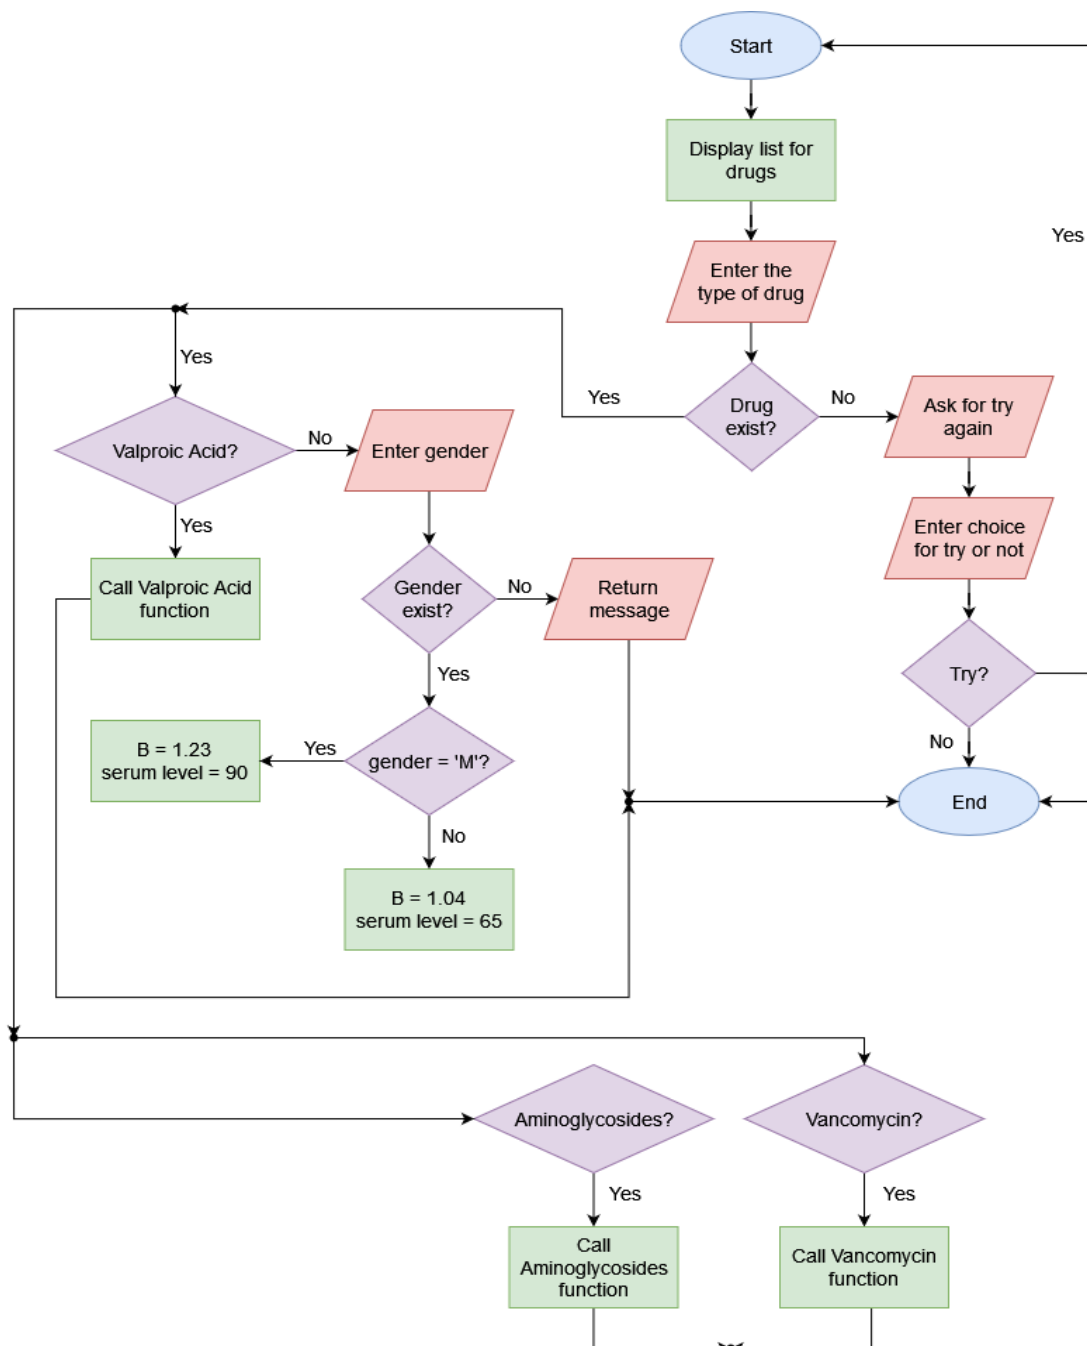 Start
Display list for
drugs
Yes
Enter the
type of drug
Yes
Yes
Drug
exist?
No
Ask for try
again
Valproic Acid?
No
Enter gender
Yes
Enter choice
for try or not
Call Valproic Acid
function
Gender
exist?
No
Return
message
Yes
Try?
B = 1.23
serum level = 90
Yes
gender = 'M'?
No
End
No
B = 1.04
serum level = 65
Aminoglycosides?
Vancomycin?
Yes
Yes
Call
Aminoglycosides
function
Call Vancomycin
function